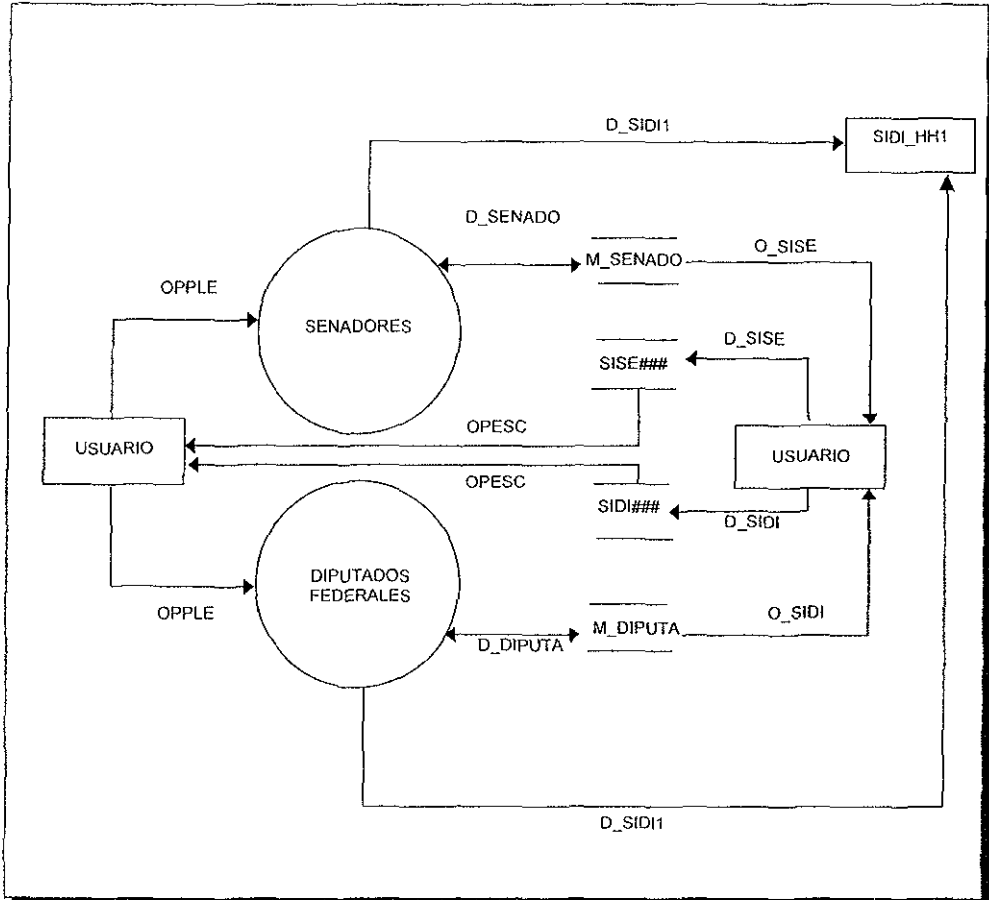 D_SIDI1
SIDI_HH1
D_SENADO
M_SENADO
O_SISE
OPPLE
SENADORES
D_SISE
SISE###
OPESC
USUARIO
USUARIO
OPESC
SIDI###
D_SIDI
DIPUTADOS
FEDERALES
OPPLE
O_SIDI
M_DIPUTA
D_DIPUTA
D_SIDI1